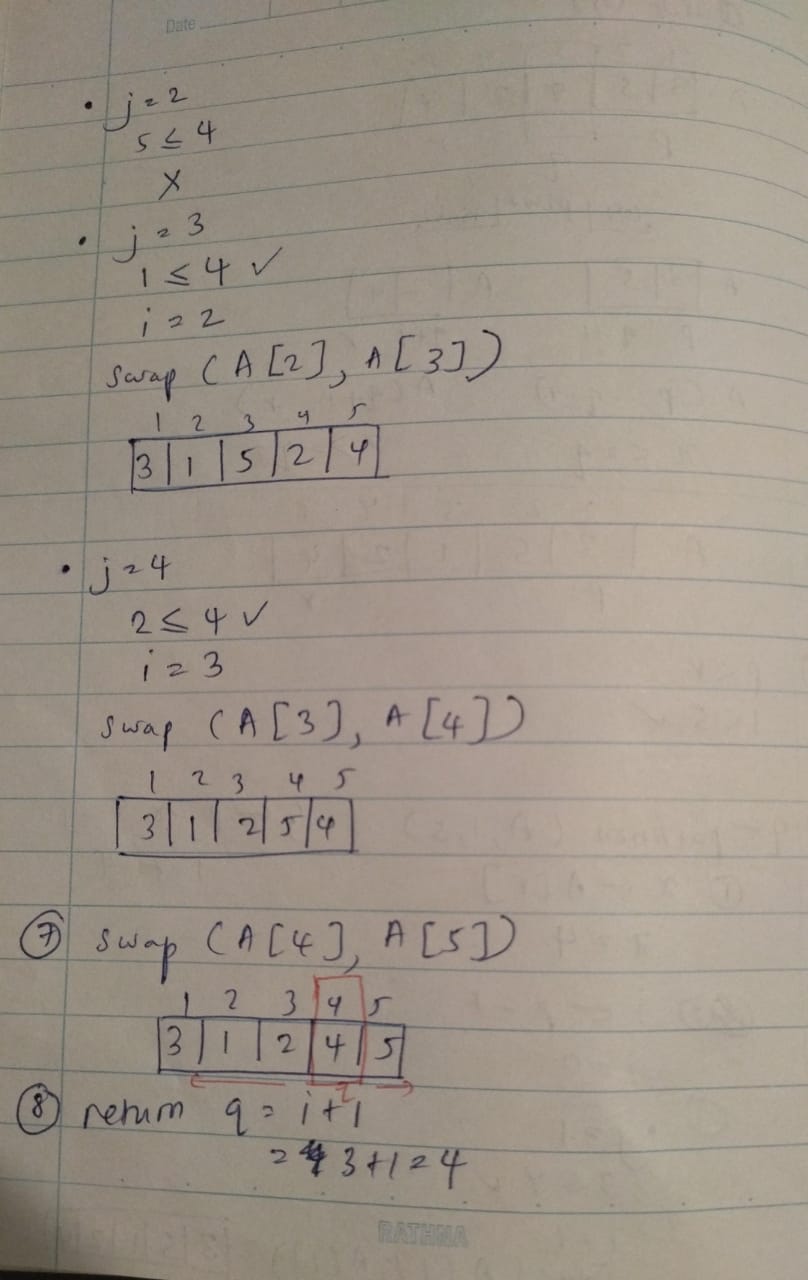 Date
• j = 2
5 ≤ 4
X
• j = 3
1 ≤ 4 ✓
i = 2
Swap (A[2], A[3])
1 2 3 4 5
3 | 1 | 5 | 2 | 4
• j = 4
2 ≤ 4 ✓
i = 3
Swap (A[3], A[4])
1 2 3 4 5
3 | 1 | 2 | 5 | 4
⑦ Swap (A[4], A[5])
1 2 3 4 5
3 | 1 | 2 | 4 | 5
⑧ return q = i+1
= 3+1 = 4
RATHNA